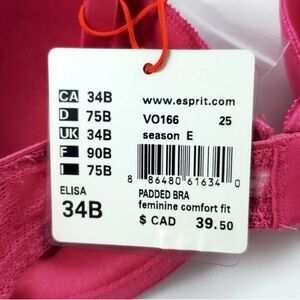 CA 34B
D 75B
UK 34B
F 90B
I 75B
ELISA
34B
www.esprit.com
VO166 25
season E
8 86480 61634 0
PADDED BRA
feminine comfort fit
$ CAD 39.50